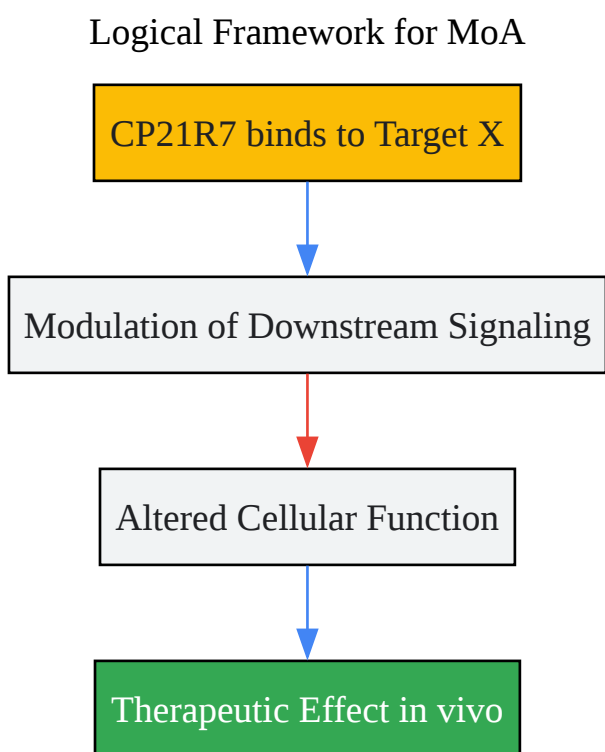 Logical Framework for MoA
CP21R7 binds to Target X
Modulation of Downstream Signaling
Altered Cellular Function
Therapeutic Effect in vivo